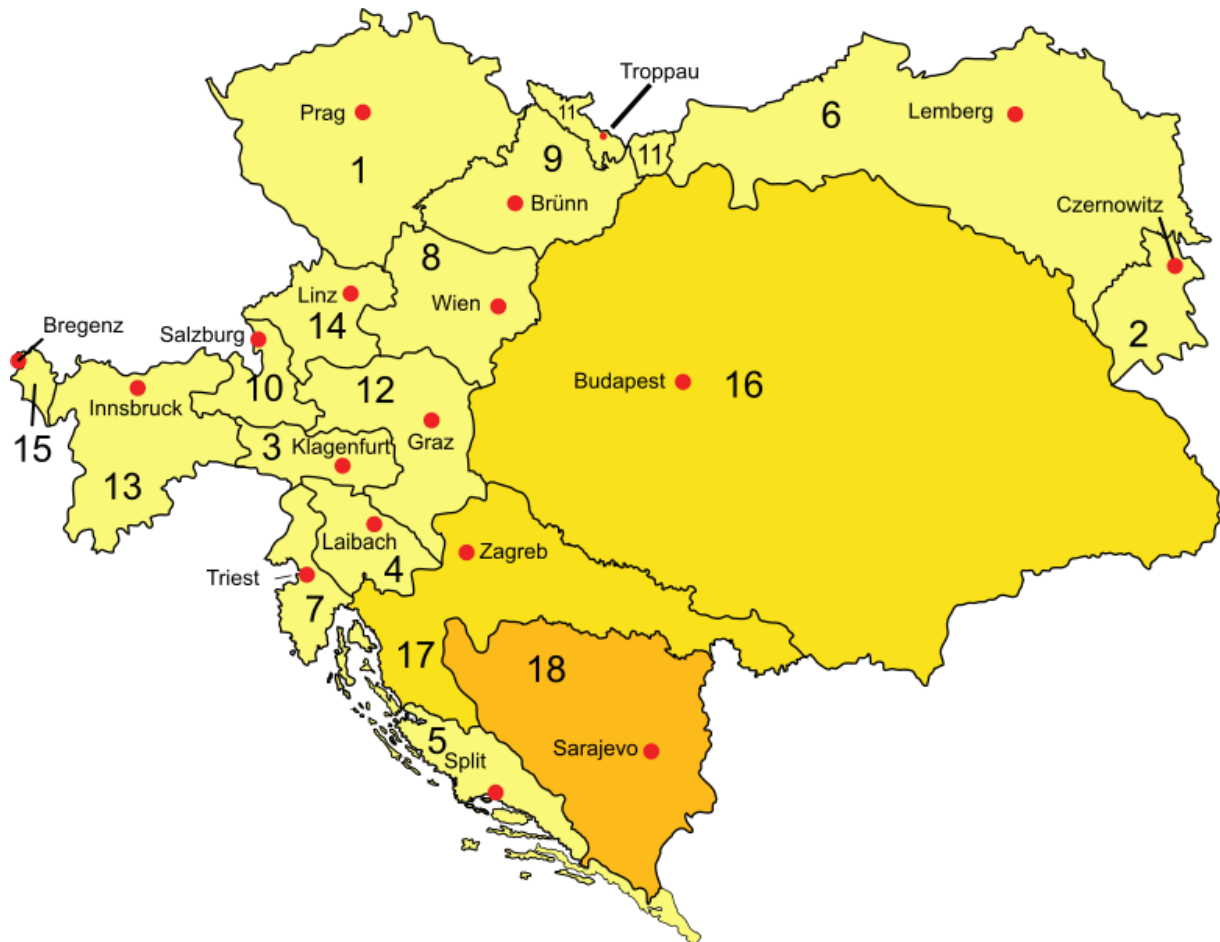 Troppau
11
Prag
6
Lemberg
1
9
11
Brünn
Czernowitz
8
Linz
Wien
Bregenz
Salzburg
14
2
10
12
Budapest
16
Innsbruck
15
3
Klagenfurt
Graz
13
Laibach
Zagreb
4
Triest
7
17
18
5
Split
Sarajevo